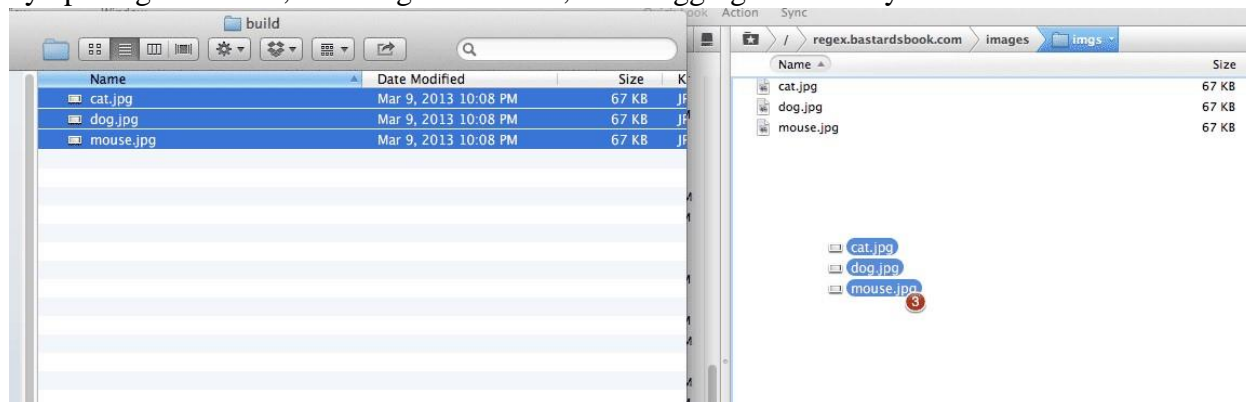 build
Name Date Modified Size
cat.jpg Mar 9, 2013 10:08 PM 67 KB
dog.jpg Mar 9, 2013 10:08 PM 67 KB
mouse.jpg Mar 9, 2013 10:08 PM 67 KB
Action Sync
/ regex.bastardsbook.com images imgs
Name Size
cat.jpg 67 KB
dog.jpg 67 KB
mouse.jpg 67 KB
cat.jpg
dog.jpg
mouse.jpg
3